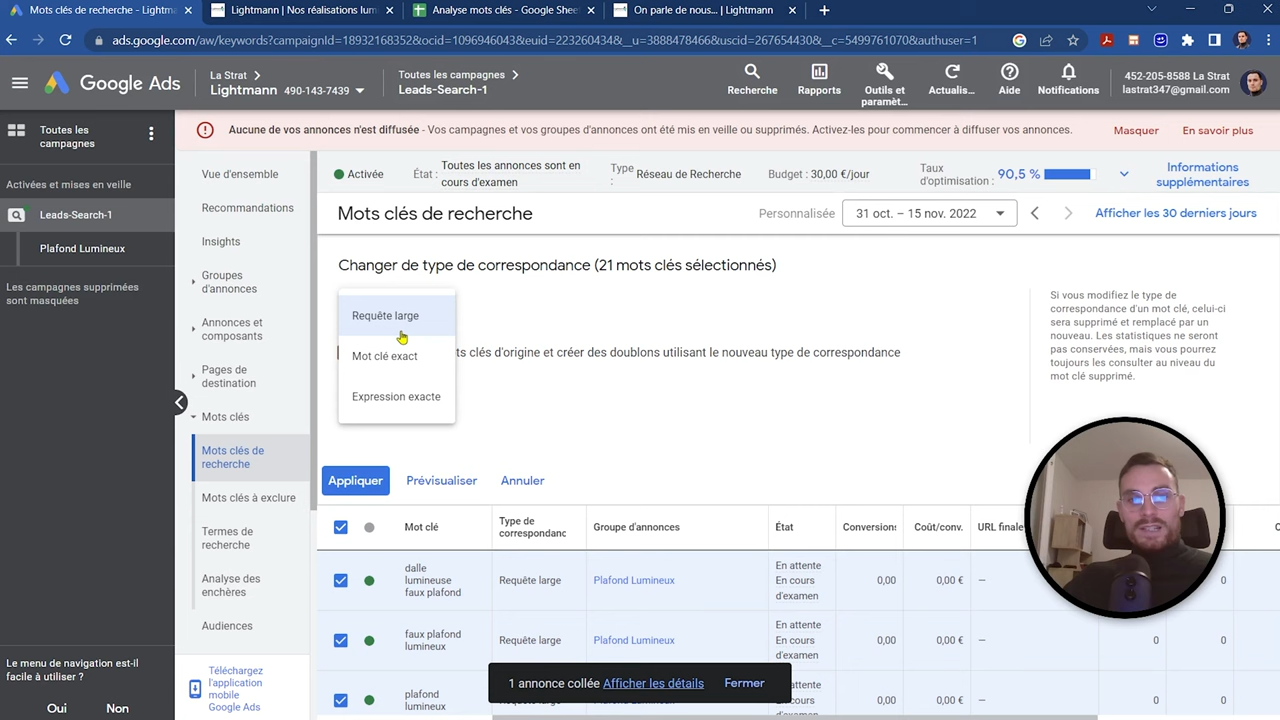 Mots clés de recherche - Lightma
Lightmann | Nos réalisations lum
Analyse mots clés - Google Shee
On parle de nous... | Lightmann
ads.google.com/aw/keywords?campaignId=18932168352&ocid=1096946043&euid=223260434&__u=3888478466&uscid=267654430&__c=5499761070&authuser=1
Google Ads
La Strat
Lightmann 490-143-7439
Toutes les campagnes
Leads-Search-1
Recherche
Rapports
Outils et
paramèt...
Actualis...
Aide
Notifications
452-205-8588 La Strat
lastrat347@gmail.com
Toutes les
campagnes
Activées et mises en veille
Leads-Search-1
Plafond Lumineux
Les campagnes supprimées
sont masquées
Le menu de navigation est-il
facile à utiliser ?
Oui
Non
Vue d'ensemble
Recommandations
Insights
Groupes
d'annonces
Annonces et
composants
Pages de
destination
Mots clés
Mots clés de
recherche
Mots clés à exclure
Termes de
recherche
Analyse des
enchères
Audiences
Téléchargez
l'application
mobile
Google Ads
Aucune de vos annonces n'est diffusée - Vos campagnes et vos groupes d'annonces ont été mis en veille ou supprimés. Activez-les pour commencer à diffuser vos annonces.
Masquer
En savoir plus
Activée
État :
Toutes les annonces sont en
cours d'examen
Type
:
Réseau de Recherche
Budget : 30,00 €/jour
Taux
d'optimisation :
90,5 %
Informations
supplémentaires
Mots clés de recherche
Personnalisée
31 oct. – 15 nov. 2022
Afficher les 30 derniers jours
Changer de type de correspondance (21 mots clés sélectionnés)
Requête large
Mot clé exact
Expression exacte
ts clés d'origine et créer des doublons utilisant le nouveau type de correspondance
Si vous modifiez le type de
correspondance d'un mot clé, celui-ci
sera supprimé et remplacé par un
nouveau. Les statistiques ne seront
pas conservées, mais vous pourrez
toujours les consulter au niveau du
mot clé supprimé.
Appliquer
Prévisualiser
Annuler
Mot clé
Type de
correspondanc
Groupe d'annonces
État
Conversions
Coût/conv.
URL finale
dalle
lumineuse
faux plafond
Requête large
Plafond Lumineux
En attente
En cours
d'examen
0,00
0,00 €
—
0
faux plafond
lumineux
Requête large
Plafond Lumineux
En attente
En cours
d'examen
0,00
0,00 €
—
0
0
plafond
lumineux
Requête large
Plafond Lumineux
attente
En cours
d'examen
0,00
0,00 €
—
0
0
1 annonce collée Afficher les détails Fermer